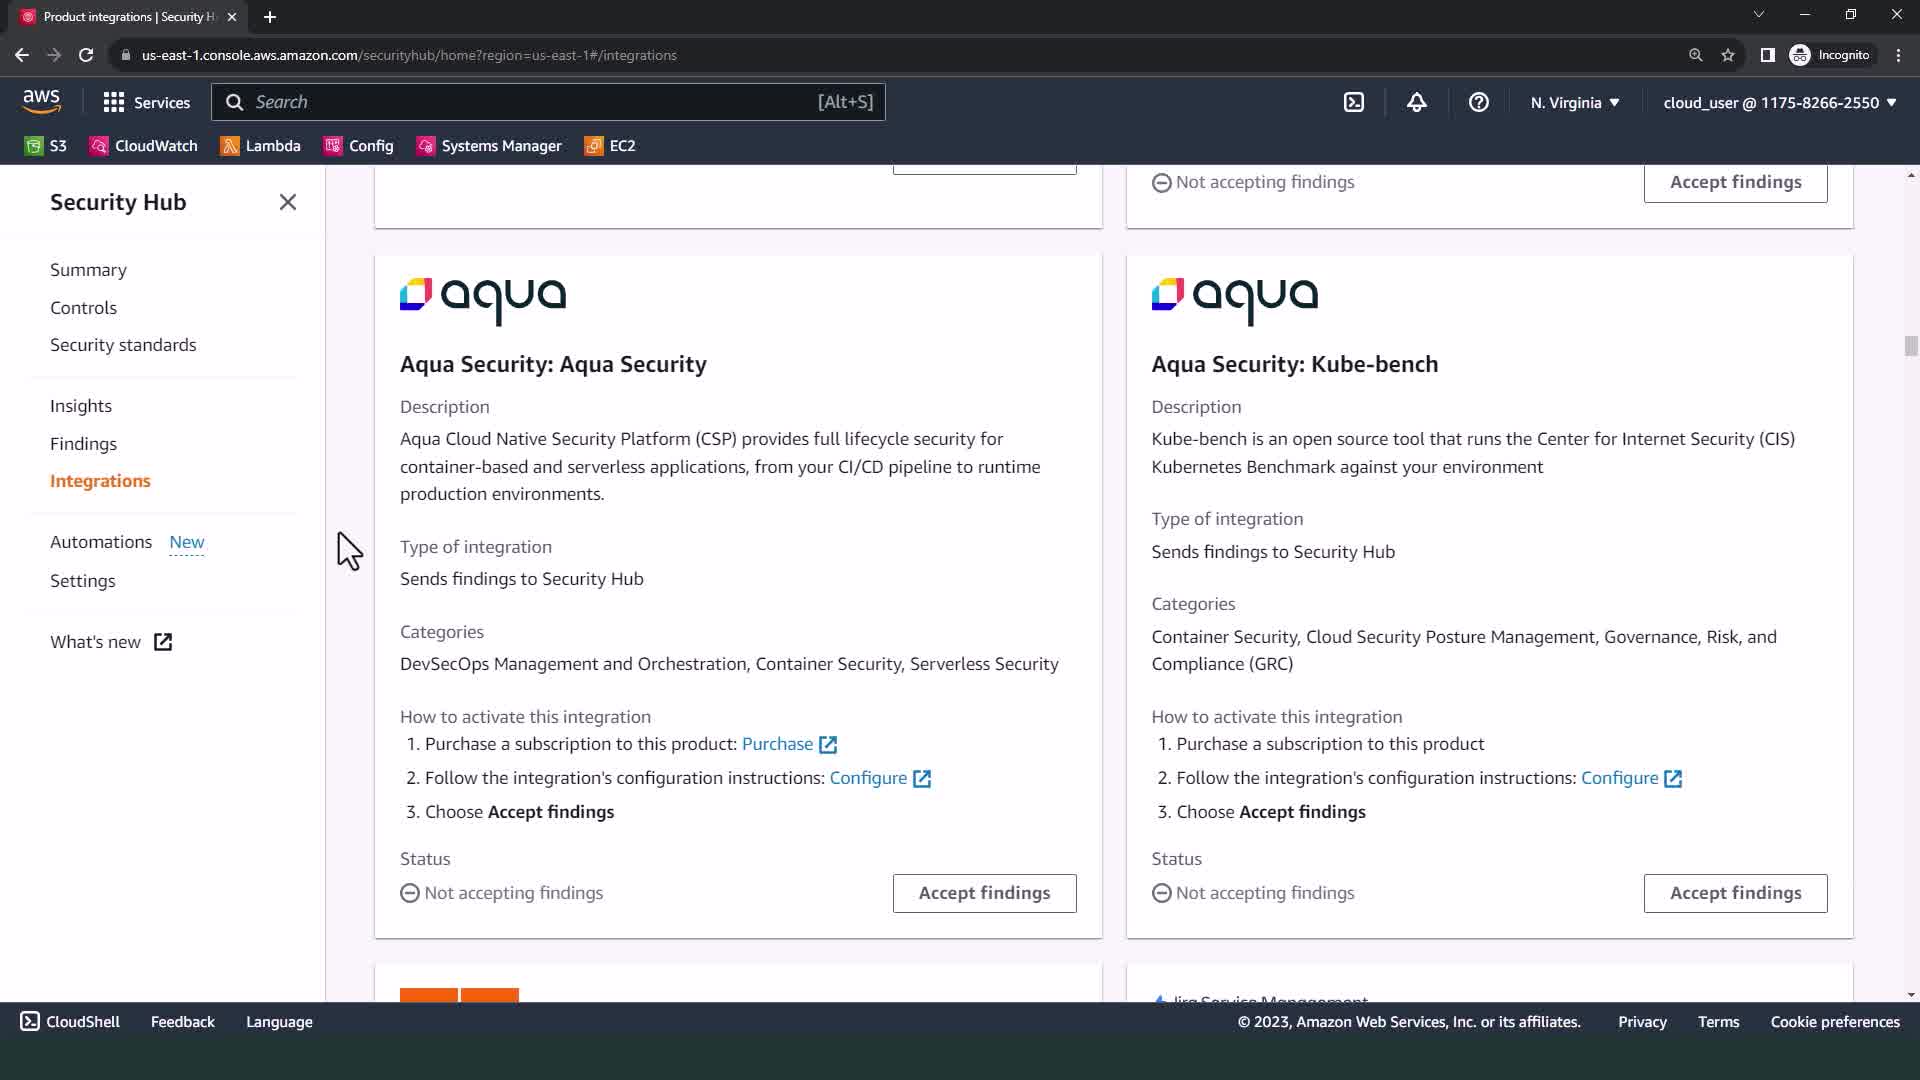 Product integrations | Security H
us-east-1.console.aws.amazon.com/securityhub/home?region=us-east-1#/integrations
Incognito
aws
Services
Search
[Alt+S]
N. Virginia
cloud_user @ 1175-8266-2550
S3
CloudWatch
Lambda
Config
Systems Manager
EC2
Security Hub
Summary
Controls
Security standards
Insights
Findings
Integrations
Automations New
Settings
What's new
Not accepting findings
Accept findings
aqua
Aqua Security: Aqua Security
Description
Aqua Cloud Native Security Platform (CSP) provides full lifecycle security for
container-based and serverless applications, from your CI/CD pipeline to runtime
production environments.
Type of integration
Sends findings to Security Hub
Categories
DevSecOps Management and Orchestration, Container Security, Serverless Security
How to activate this integration
1. Purchase a subscription to this product: Purchase
2. Follow the integration's configuration instructions: Configure
3. Choose Accept findings
Status
Not accepting findings
Accept findings
aqua
Aqua Security: Kube-bench
Description
Kube-bench is an open source tool that runs the Center for Internet Security (CIS)
Kubernetes Benchmark against your environment
Type of integration
Sends findings to Security Hub
Categories
Container Security, Cloud Security Posture Management, Governance, Risk, and
Compliance (GRC)
How to activate this integration
1. Purchase a subscription to this product
2. Follow the integration's configuration instructions: Configure
3. Choose Accept findings
Status
Not accepting findings
Accept findings
Jira Service Management
CloudShell
Feedback
Language
© 2023, Amazon Web Services, Inc. or its affiliates.
Privacy
Terms
Cookie preferences